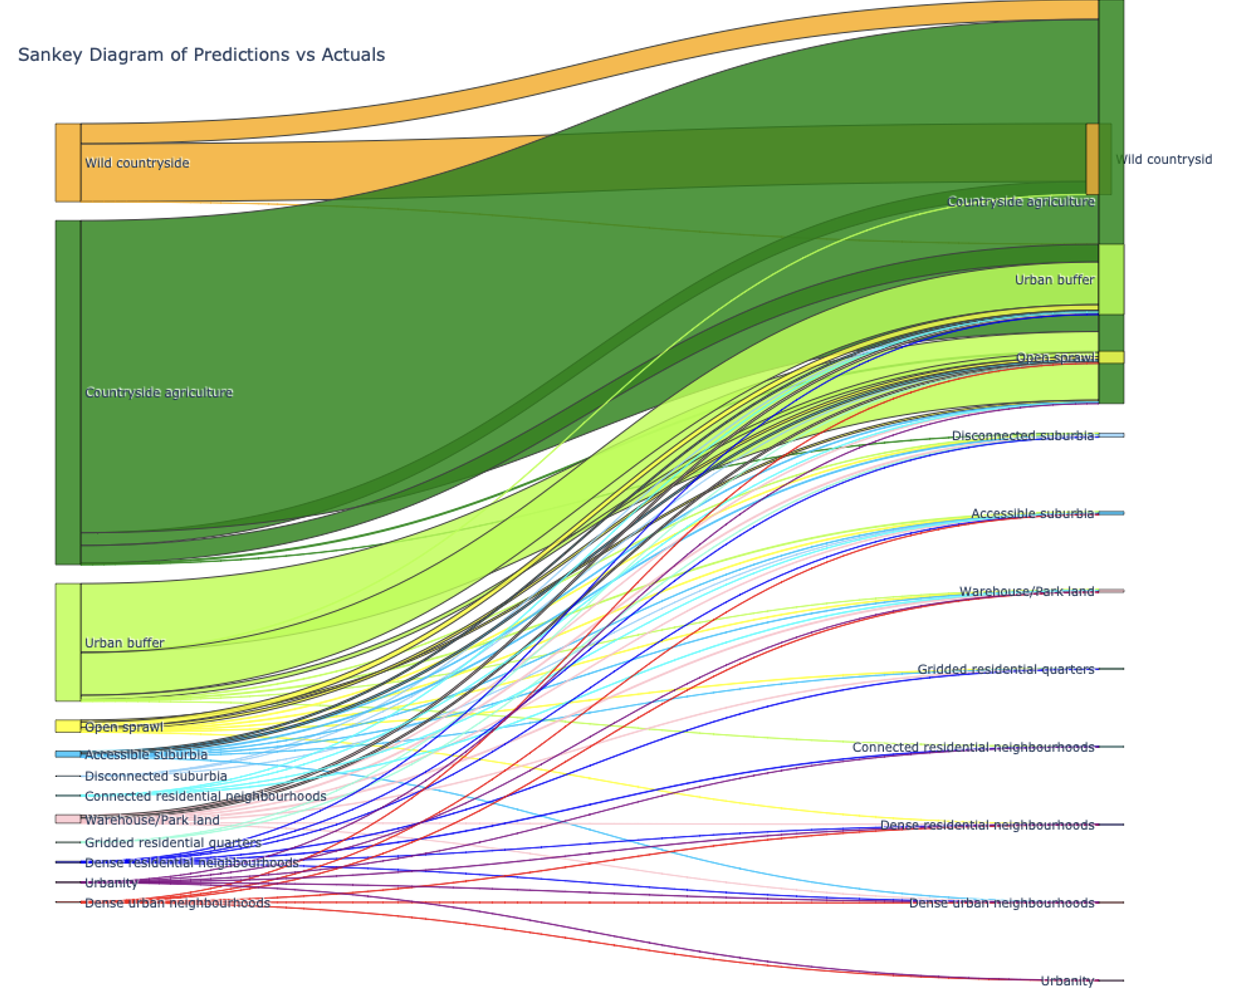 Sankey Diagram of Predictions vs Actuals
Wild countryside
Countryside agriculture
Urban buffer
Open sprawl
Accessible suburbia
Disconnected suburbia
Connected residential neighbourhoods
Warehouse/Park land
Gridded residential quarters
Dense residential neighbourhoods
Urbanity
Dense urban neighbourhoods
Wild countrysid
Countryside agriculture
Urban buffer
Open sprawl
Disconnected suburbia
Accessible suburbia
Warehouse/Park land
Gridded residential quarters
Connected residential neighbourhoods
Dense residential neighbourhoods
Dense urban neighbourhoods
Urbanity